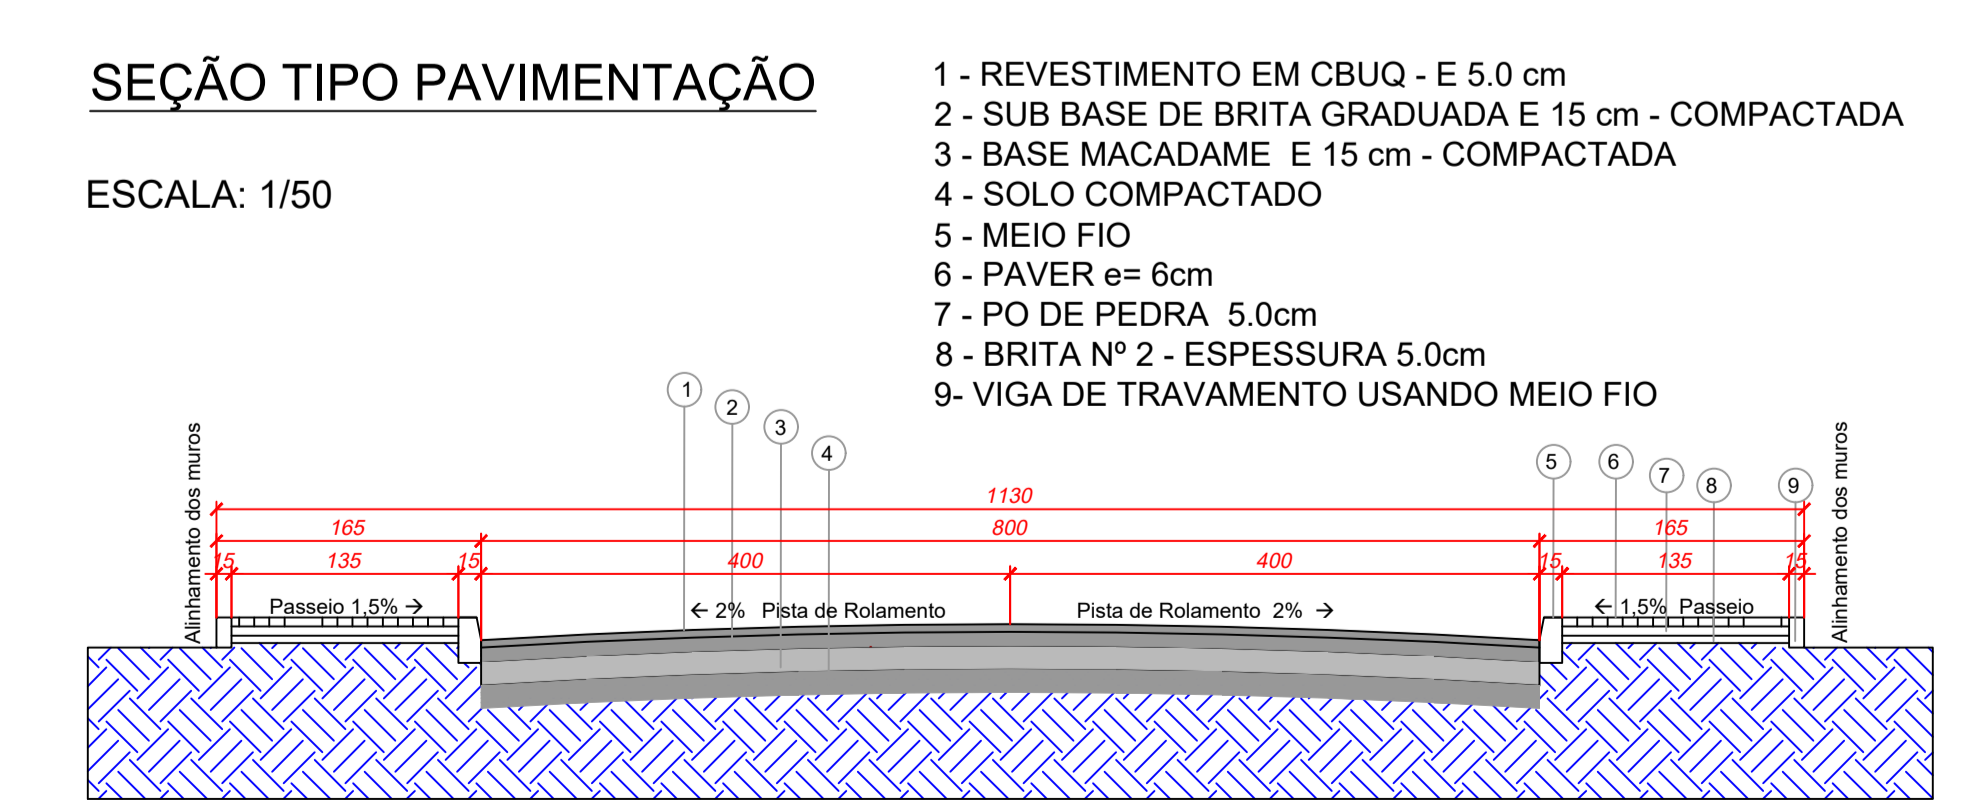 SEÇÃO TIPO PAVIMENTAÇÃO
ESCALA: 1/50
1 - REVESTIMENTO EM CBUQ - E 5.0 cm
2 - SUB BASE DE BRITA GRADUADA E 15 cm - COMPACTADA
3 - BASE MACADAME E 15 cm - COMPACTADA
4 - SOLO COMPACTADO
5 - MEIO FIO
6 - PAVER e= 6cm
7 - PO DE PEDRA 5.0cm
8 - BRITA Nº 2 - ESPESSURA 5.0cm
9- VIGA DE TRAVAMENTO USANDO MEIO FIO
1
2
3
4
5
6
7
8
9
Alinhamento dos muros
Alinhamento dos muros
1130
165
800
165
15
135
15
400
400
15
135
15
Passeio 1,5% →
← 2% Pista de Rolamento
Pista de Rolamento 2% →
← 1,5% Passeio